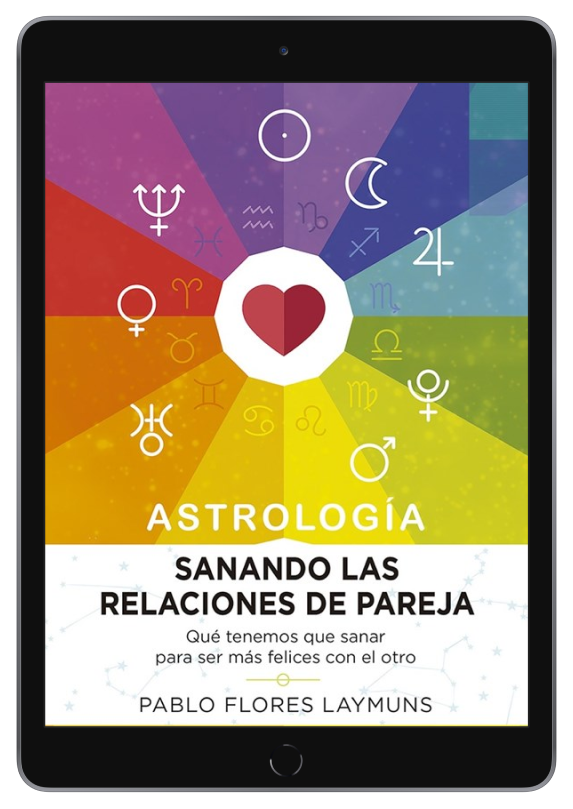 ASTROLOGÍA
SANANDO LAS
RELACIONES DE PAREJA
Qué tenemos que sanar
para ser más felices con el otro
PABLO FLORES LAYMUNS